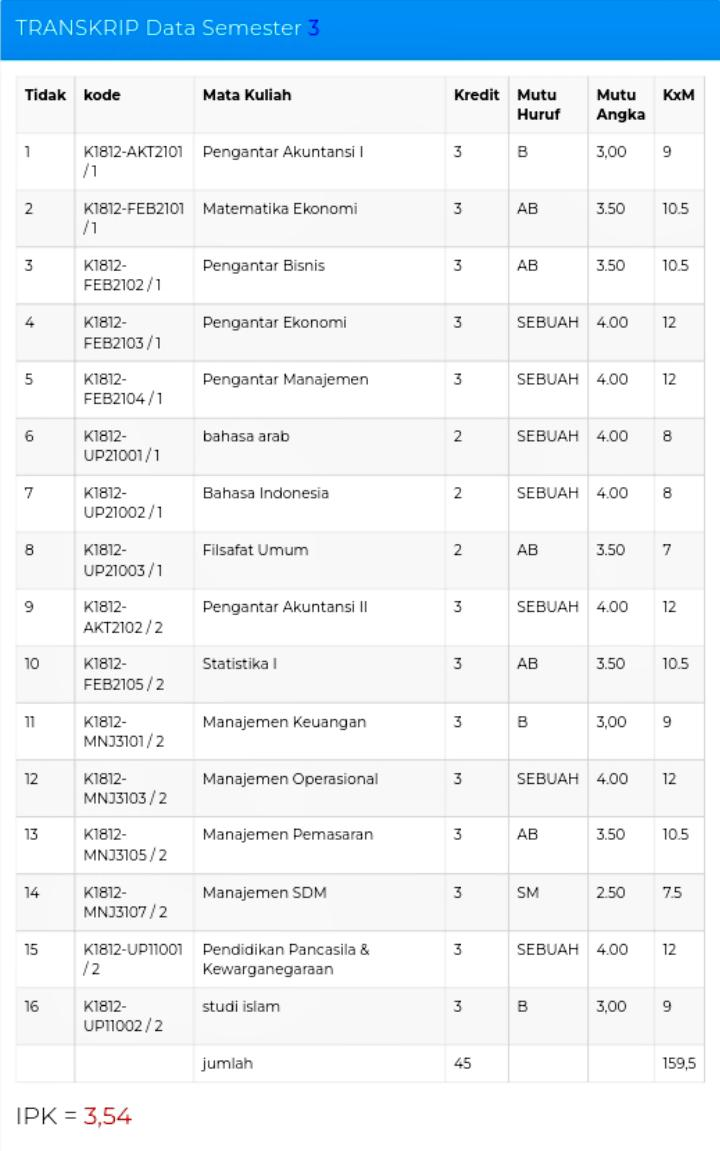 TRANSKRIP Data Semester 3
Tidak kode Mata Kuliah Kredit Mutu Huruf Mutu Angka KxM
1 K1812-AKT2101 / 1 Pengantar Akuntansi I 3 B 3,00 9
2 K1812-FEB2101 / 1 Matematika Ekonomi 3 AB 3.50 10.5
3 K1812-FEB2102 / 1 Pengantar Bisnis 3 AB 3.50 10.5
4 K1812-FEB2103 / 1 Pengantar Ekonomi 3 SEBUAH 4.00 12
5 K1812-FEB2104 / 1 Pengantar Manajemen 3 SEBUAH 4.00 12
6 K1812-UP21001 / 1 bahasa arab 2 SEBUAH 4.00 8
7 K1812-UP21002 / 1 Bahasa Indonesia 2 SEBUAH 4.00 8
8 K1812-UP21003 / 1 Filsafat Umum 2 AB 3.50 7
9 K1812-AKT2102 / 2 Pengantar Akuntansi II 3 SEBUAH 4.00 12
10 K1812-FEB2105 / 2 Statistika I 3 AB 3.50 10.5
11 K1812-MNJ3101 / 2 Manajemen Keuangan 3 B 3,00 9
12 K1812-MNJ3103 / 2 Manajemen Operasional 3 SEBUAH 4.00 12
13 K1812-MNJ3105 / 2 Manajemen Pemasaran 3 AB 3.50 10.5
14 K1812-MNJ3107 / 2 Manajemen SDM 3 SM 2.50 7.5
15 K1812-UP11001 / 2 Pendidikan Pancasila & Kewarganegaraan 3 SEBUAH 4.00 12
16 K1812-UP11002 / 2 studi islam 3 B 3,00 9
jumlah 45 159,5
IPK = 3,54